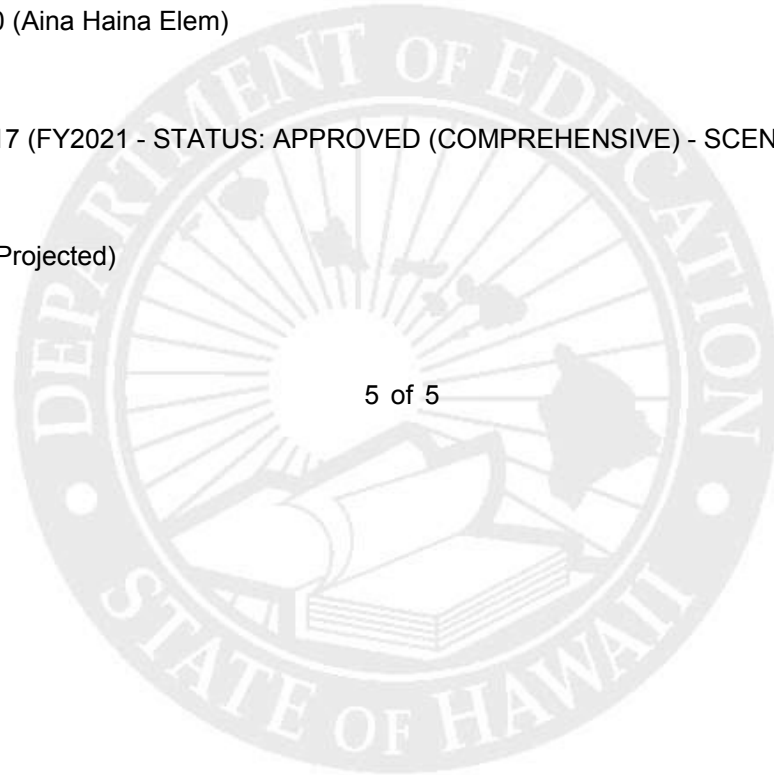 0 (Aina Haina Elem)
17 (FY2021 - STATUS: APPROVED (COMPREHENSIVE) - SCEN
Projected)
5 of 5
DEPARTMENT OF EDUCATION
STATE OF HAWAII